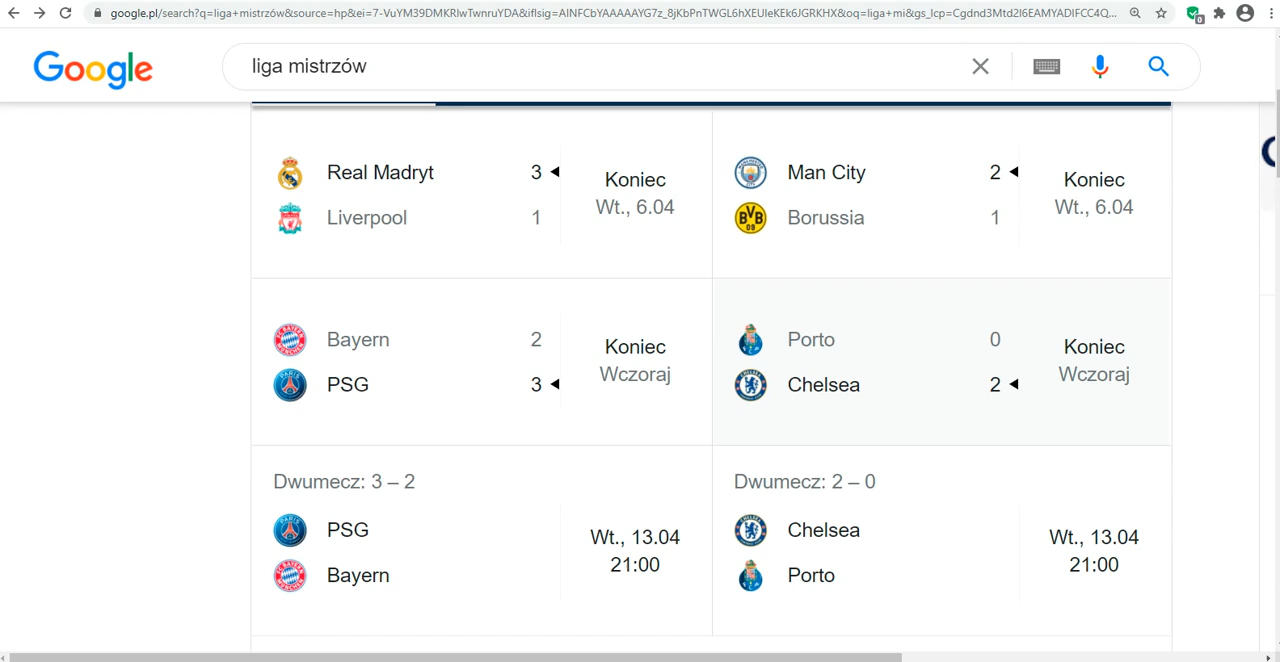 google.pl/search?q=liga+mistrzów&source=hp&ei=7-VuYM39DMKRlwTwnruYDA&iflsig=AINFCbYAAAAAYG7z_8jKbPnTWGL6hXEUIeKEk6JGRKHX&oq=liga+mi&gs_lcp=Cgdnd3Mtd2l6EAMYADIFCC4Q...
0
Google
liga mistrzów
Real Madryt 3
Liverpool 1
Koniec
Wt., 6.04
Man City 2
Borussia 1
Koniec
Wt., 6.04
Bayern 2
PSG 3
Koniec
Wczoraj
Porto 0
Chelsea 2
Koniec
Wczoraj
Dwumecz: 3 – 2
PSG
Bayern
Wt., 13.04
21:00
Dwumecz: 2 – 0
Chelsea
Porto
Wt., 13.04
21:00